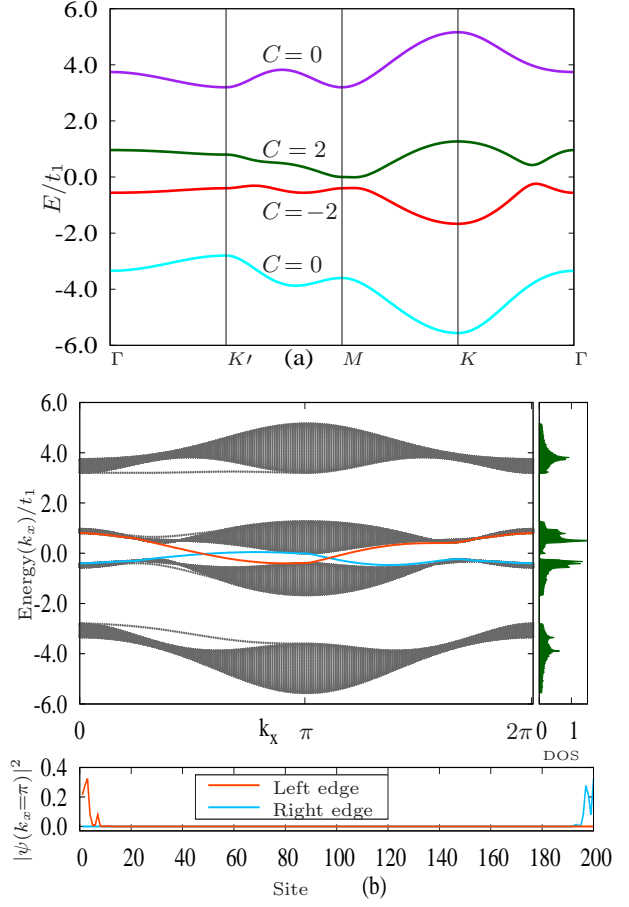 6.0
C=0
4.0
2.0
C=2
0.0
C=−2
-2.0
C=0
-4.0
-6.0
E/t₁
Γ K′ M K Γ
(a)
6.0
4.0
2.0
0.0
-2.0
-4.0
-6.0
Energy(kₓ)/t₁
0 kₓ π 2π 0 1
DOS
0.4
0.2
0.0
|ψ(kₓ=π)|²
Left edge
Right edge
0 20 40 60 80 100 120 140 160 180 200
Site (b)